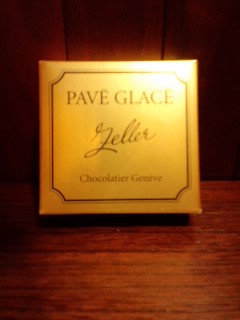 PAVÉ GLACÉ
Zeller
Chocolatier Genève